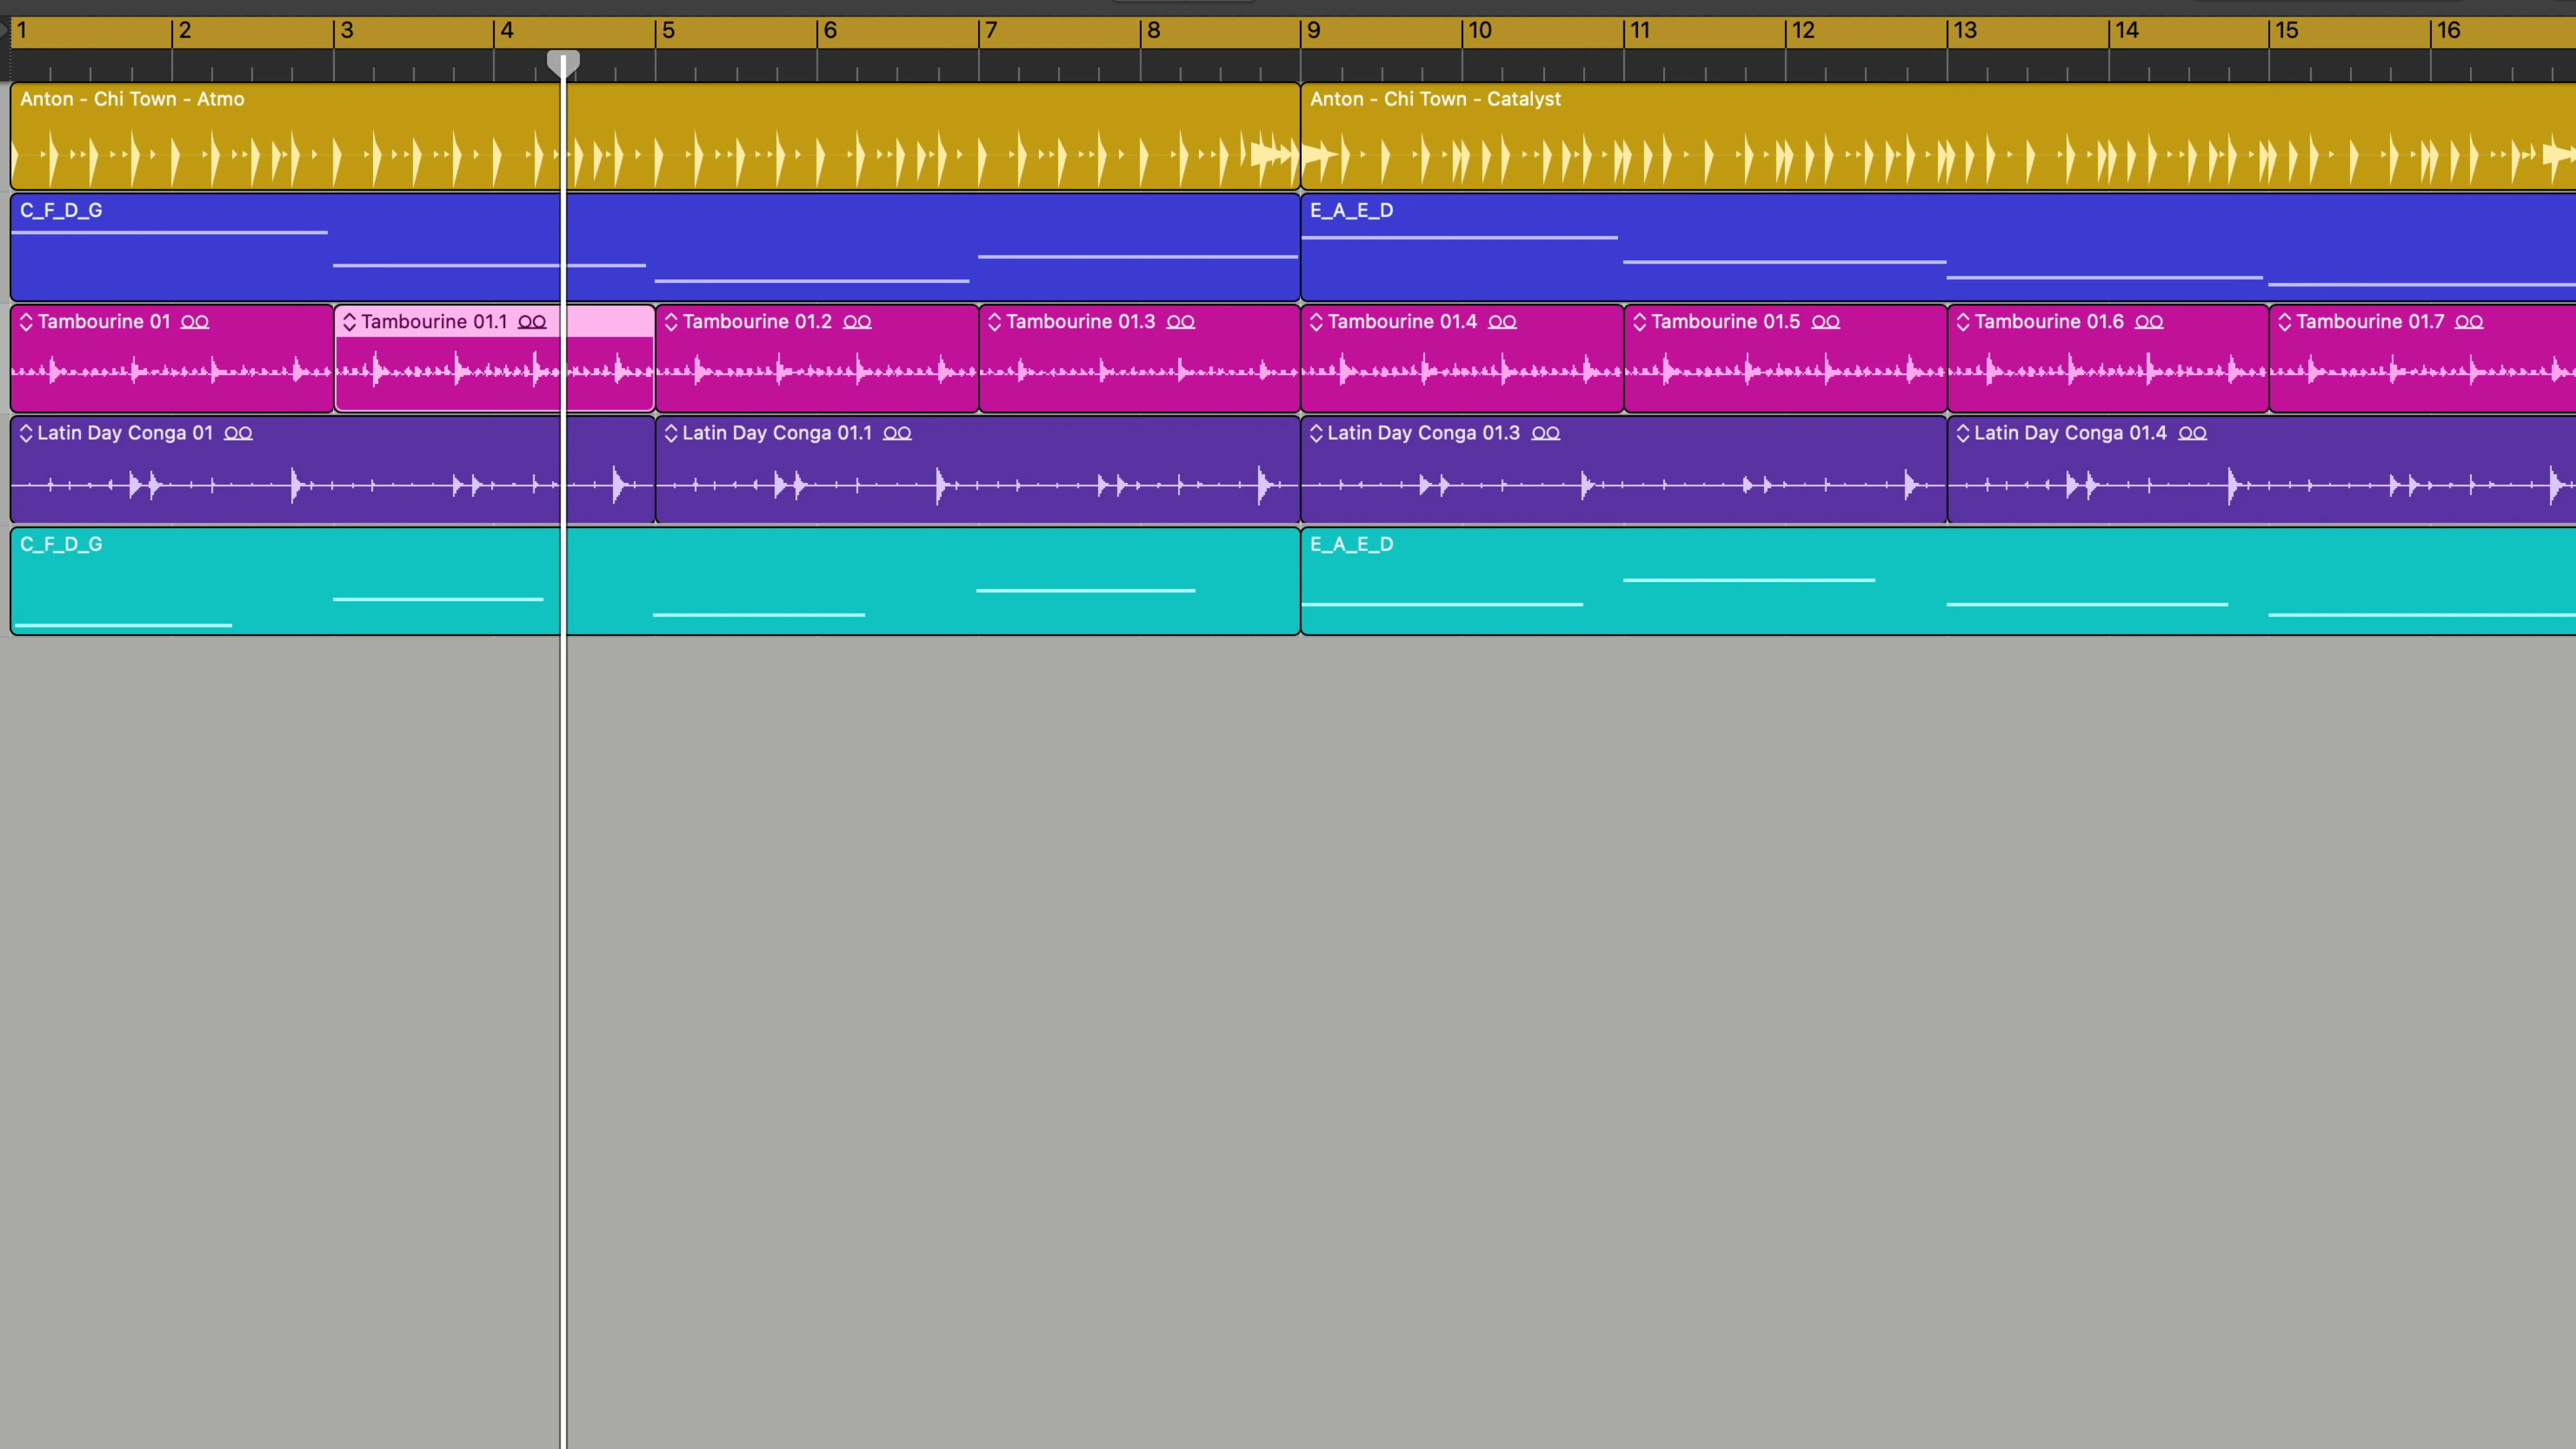 1 2 3 4 5 6 7 8 9 10 11 12 13 14 15 16
Anton - Chi Town - Atmo Anton - Chi Town - Catalyst
C_F_D_G E_A_E_D
Tambourine 01 Tambourine 01.1 Tambourine 01.2 Tambourine 01.3 Tambourine 01.4 Tambourine 01.5 Tambourine 01.6 Tambourine 01.7
Latin Day Conga 01 Latin Day Conga 01.1 Latin Day Conga 01.3 Latin Day Conga 01.4
C_F_D_G E_A_E_D